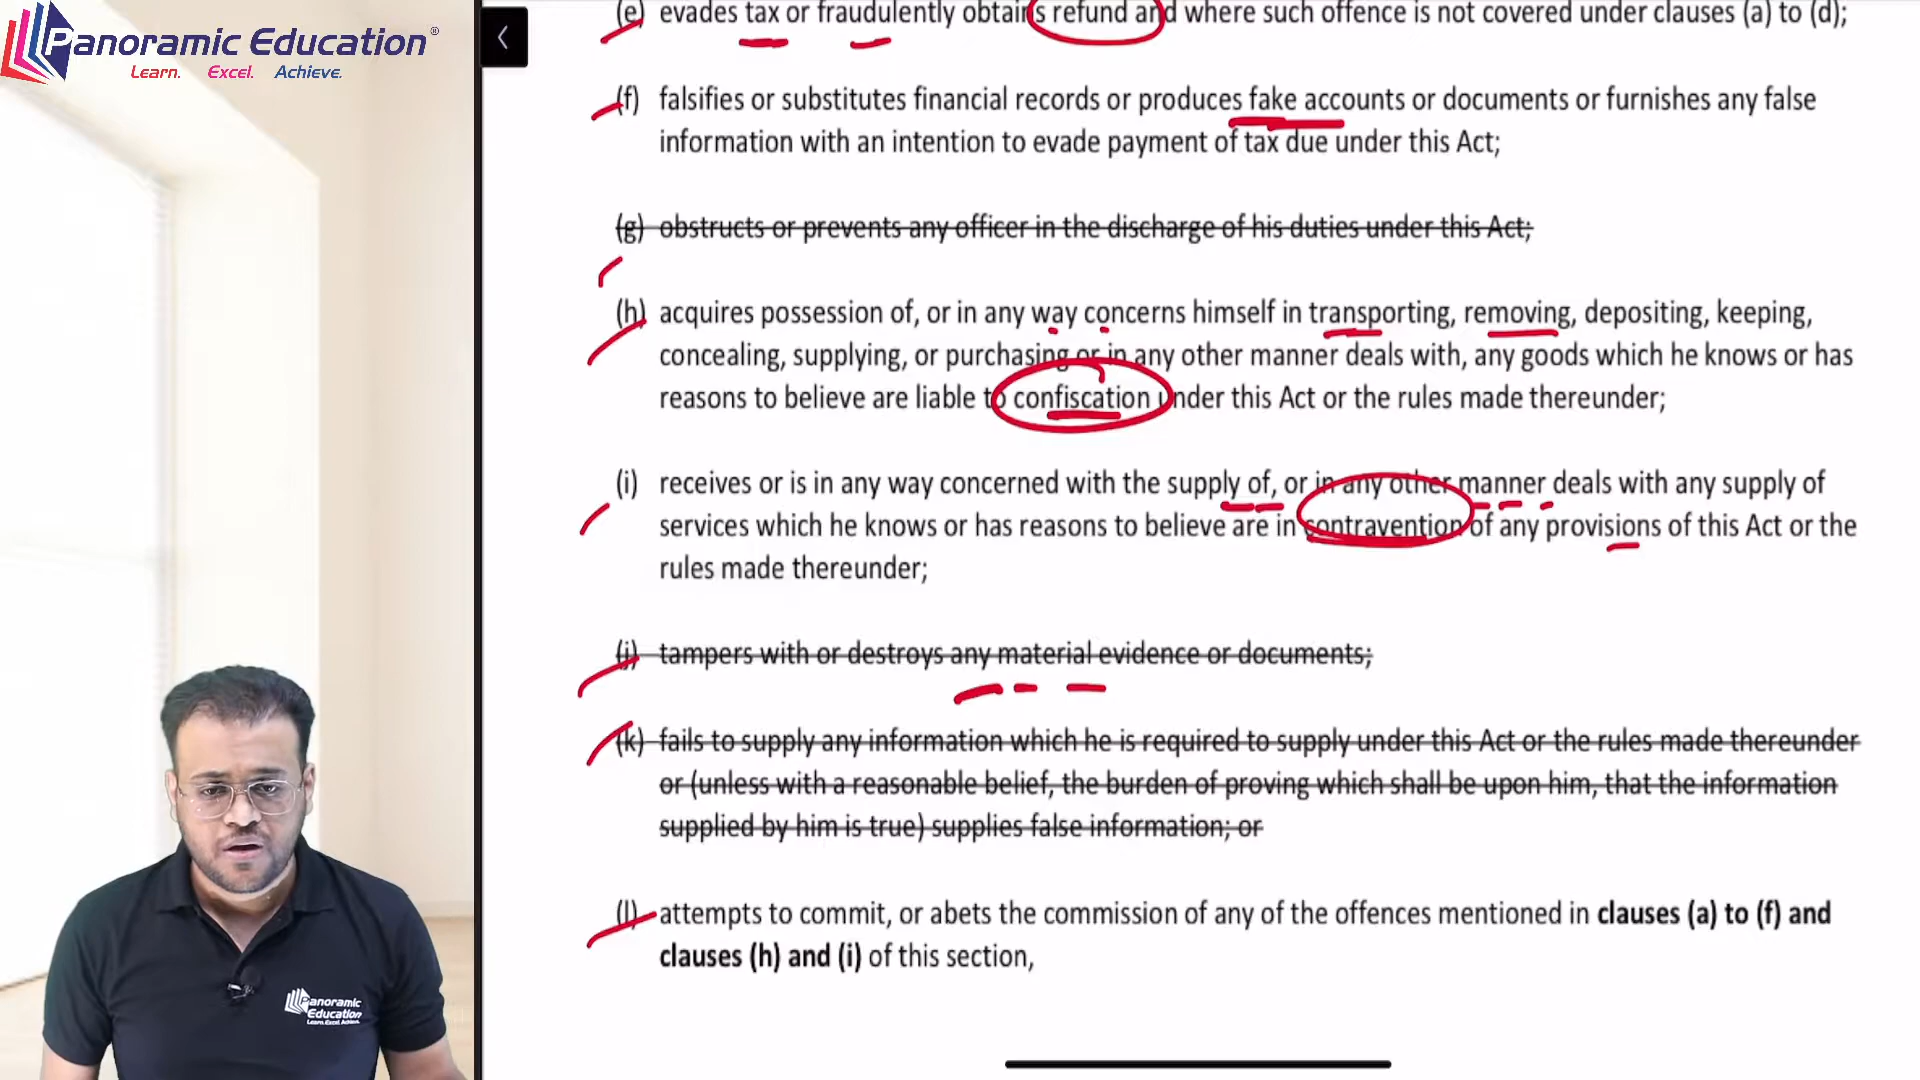 Panoramic Education®
Learn. Excel. Achieve.
(e) evades tax or fraudulently obtains refund and where such offence is not covered under clauses (a) to (d);
(f) falsifies or substitutes financial records or produces fake accounts or documents or furnishes any false
information with an intention to evade payment of tax due under this Act;
(g) obstructs or prevents any officer in the discharge of his duties under this Act;
(h) acquires possession of, or in any way concerns himself in transporting, removing, depositing, keeping,
concealing, supplying, or purchasing or in any other manner deals with, any goods which he knows or has
reasons to believe are liable to confiscation under this Act or the rules made thereunder;
(i) receives or is in any way concerned with the supply of, or in any other manner deals with any supply of
services which he knows or has reasons to believe are in contravention of any provisions of this Act or the
rules made thereunder;
(j) tampers with or destroys any material evidence or documents;
(k) fails to supply any information which he is required to supply under this Act or the rules made thereunder
or (unless with a reasonable belief, the burden of proving which shall be upon him, that the information
supplied by him is true) supplies false information; or
(l) attempts to commit, or abets the commission of any of the offences mentioned in clauses (a) to (f) and
clauses (h) and (i) of this section,
Panoramic
Education
Learn. Excel. Achieve.